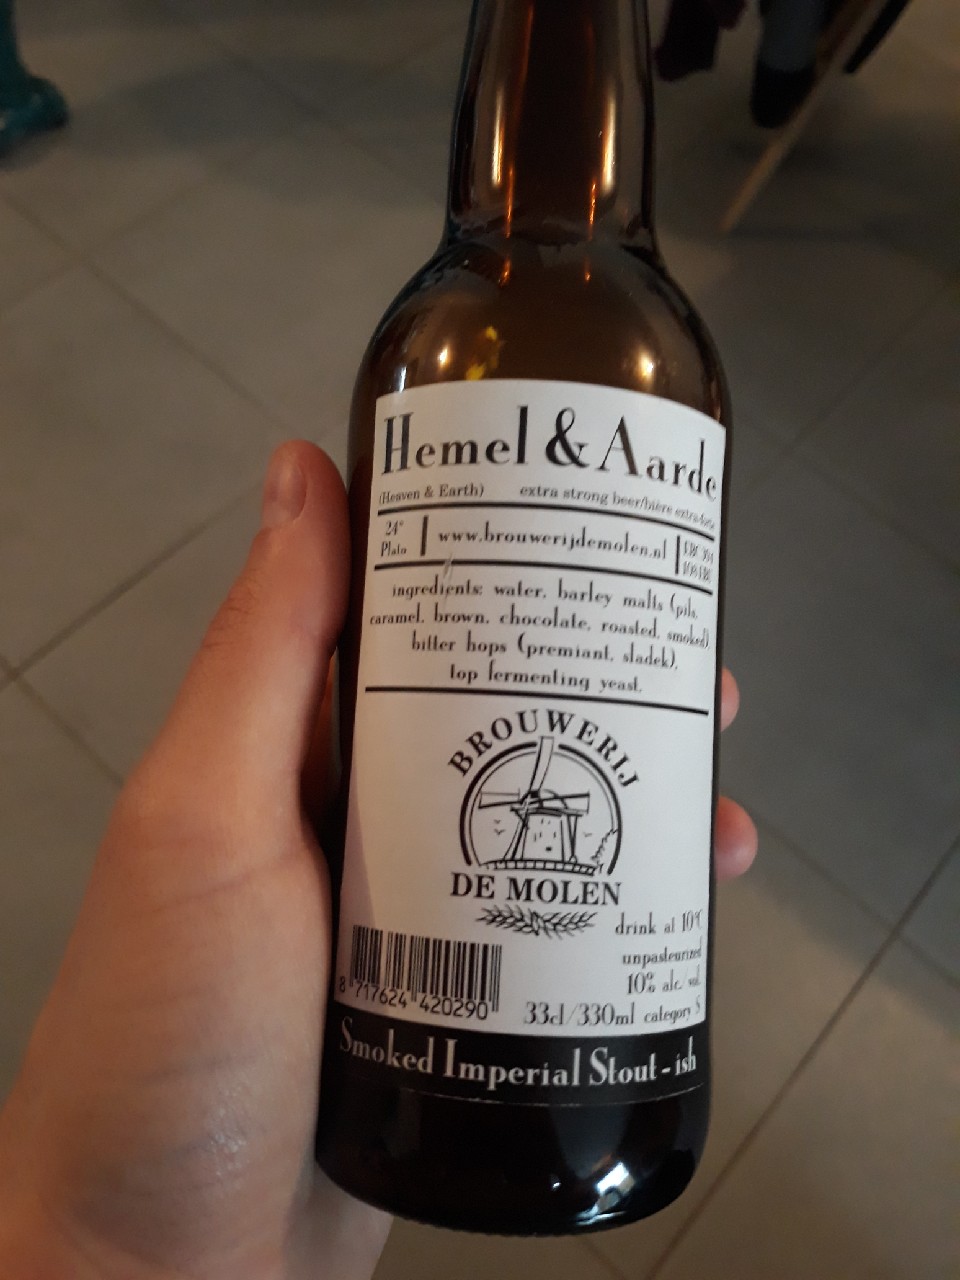 Hemel & Aarde
(Heaven & Earth) extra strong beer/bière extra forte
24°
Plato
www.brouwerijdemolen.nl
ingredients: water, barley malts (pils,
caramel, brown, chocolate, roasted, smoked),
bitter hops (premiant, sladek),
top fermenting yeast.
BROUWERIJ
DE MOLEN
drink at 10°C
unpasteurized
10% alc. vol.
33cl/330ml category S
8 717624 420290
Smoked Imperial Stout - ish